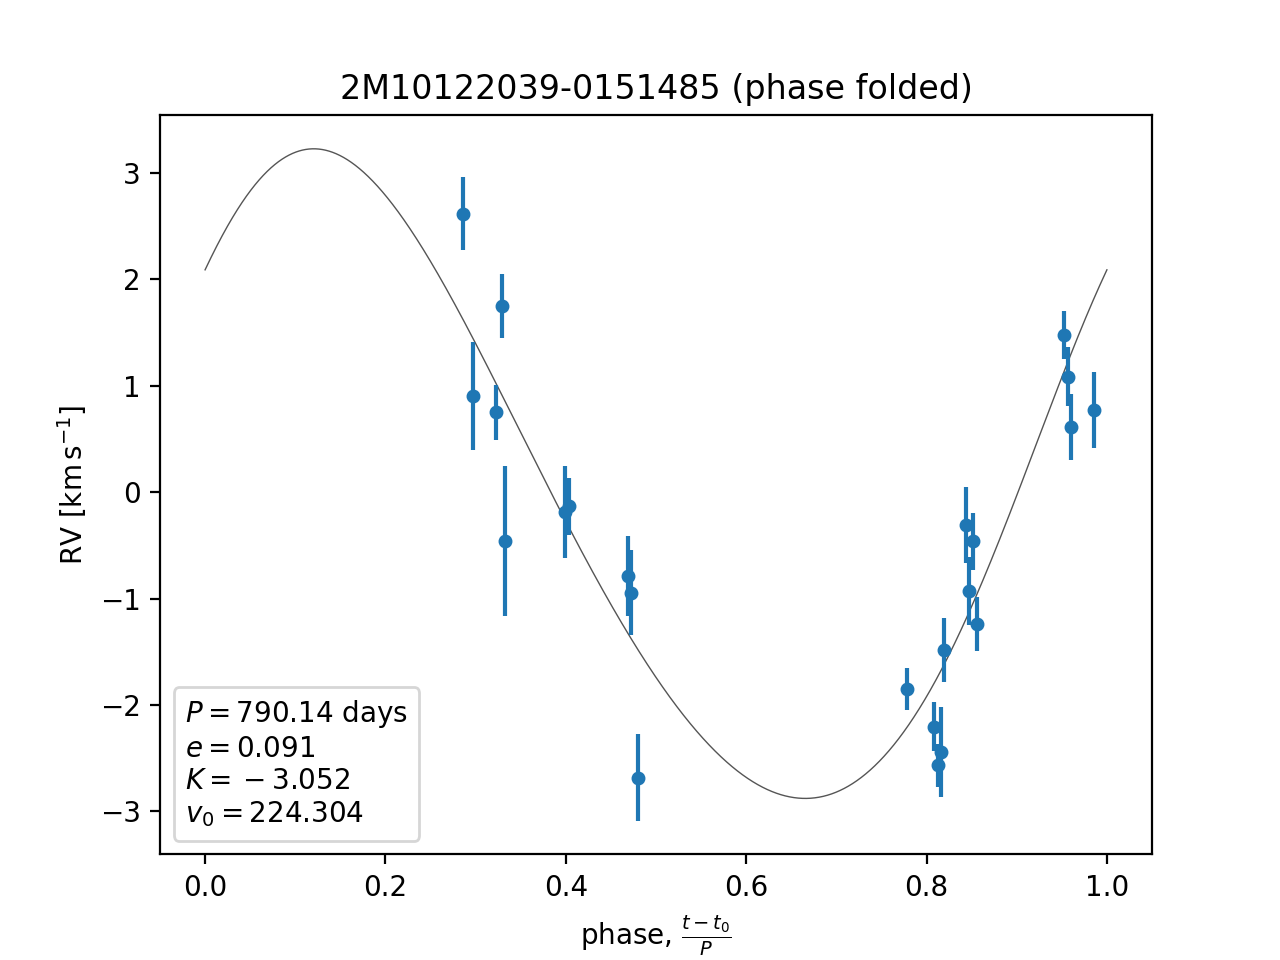 2M10122039-0151485 (phase folded)
3
2
1
0
−1
−2
−3
RV [km s⁻¹]
P = 790.14 days
e = 0.091
K = −3.052
v₀ = 224.304
0.0 0.2 0.4 0.6 0.8 1.0
phase, (t − t₀)/P